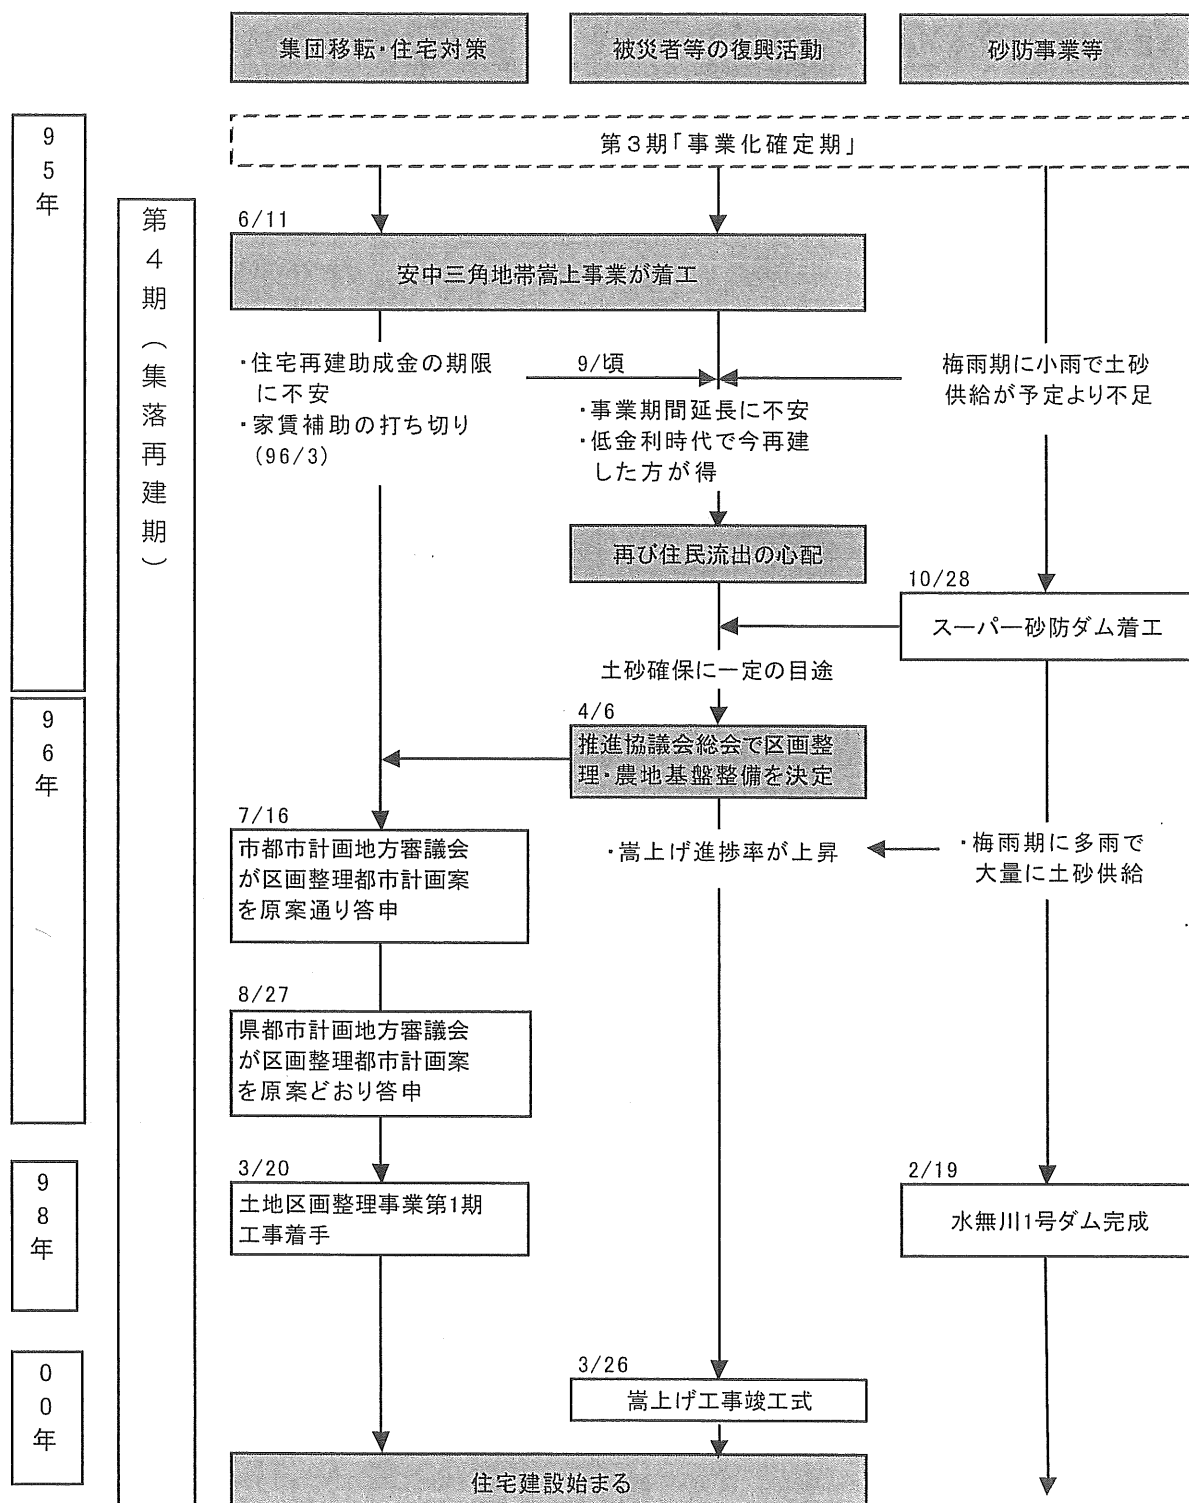 集団移転・住宅対策
被災者等の復興活動
砂防事業等
95年
第3期「事業化確定期」
第4期（集落再建期）
6/11
安中三角地帯嵩上事業が着工
・住宅再建助成金の期限
に不安
・家賃補助の打ち切り
(96/3)
9/頃
・事業期間延長に不安
・低金利時代で今再建
した方が得
梅雨期に小雨で土砂
供給が予定より不足
再び住民流出の心配
10/28
スーパー砂防ダム着工
土砂確保に一定の目途
96年
4/6
推進協議会総会で区画整
理・農地基盤整備を決定
7/16
市都市計画地方審議会
が区画整理都市計画案
を原案通り答申
・嵩上げ進捗率が上昇
・梅雨期に多雨で
大量に土砂供給
8/27
県都市計画地方審議会
が区画整理都市計画案
を原案どおり答申
98年
3/20
土地区画整理事業第1期
工事着手
2/19
水無川1号ダム完成
00年
3/26
嵩上げ工事竣工式
住宅建設始まる